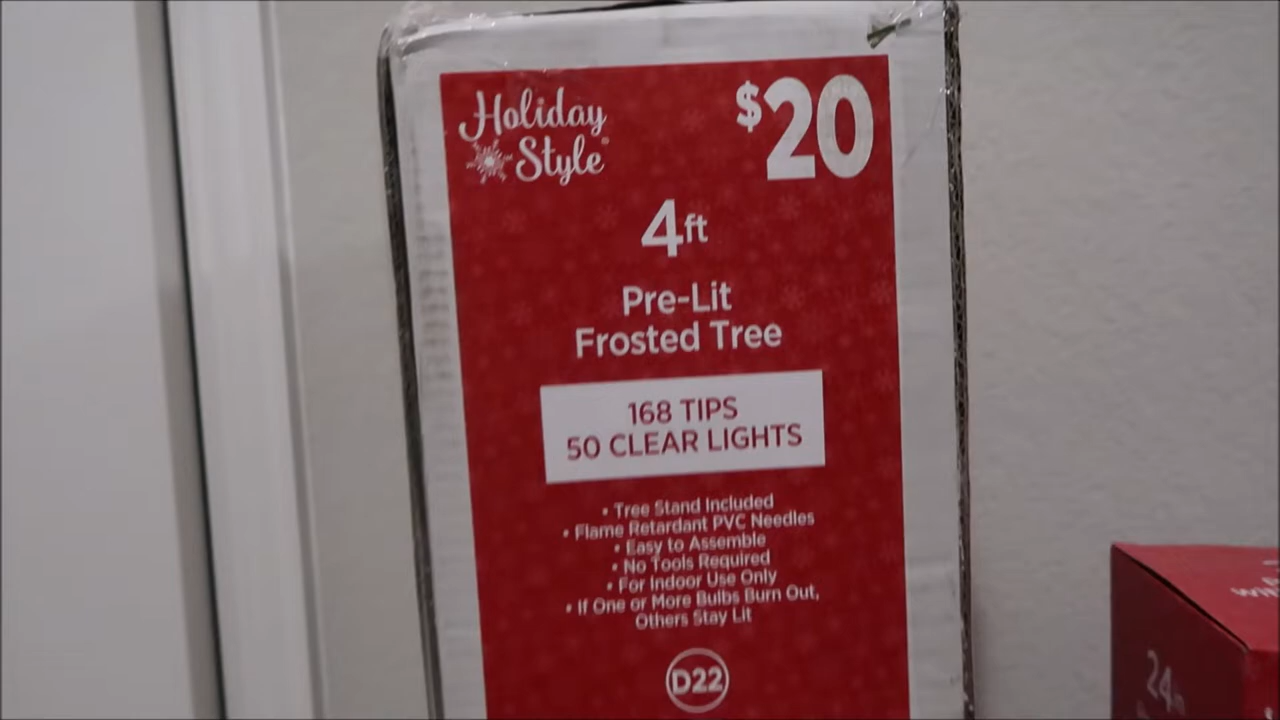 Holiday
Style™
$20
4ft
Pre-Lit
Frosted Tree
168 TIPS
50 CLEAR LIGHTS
• Tree Stand Included
• Flame Retardant PVC Needles
• Easy to Assemble
• No Tools Required
• For Indoor Use Only
• If One or More Bulbs Burn Out,
Others Stay Lit
D22
24